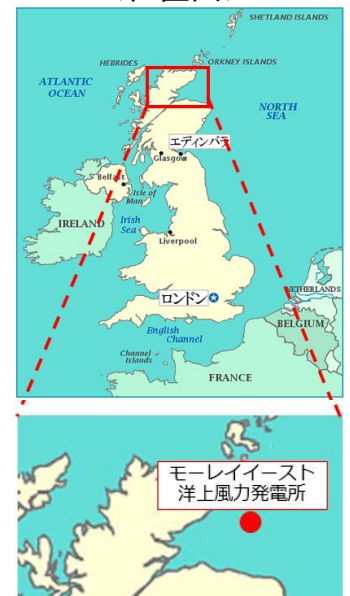 SHETLAND ISLANDS
HEBRIDES
ORKNEY ISLANDS
ATLANTIC
OCEAN
NORTH
SEA
エディンバラ
Glasgow
Belfast
Isle of
Man
IRELAND
Irish
Sea
Liverpool
NETHERLANDS
ロンドン
BELGIUM
English
Channel
Channel
Islands
FRANCE
モーレイイースト
洋上風力発電所